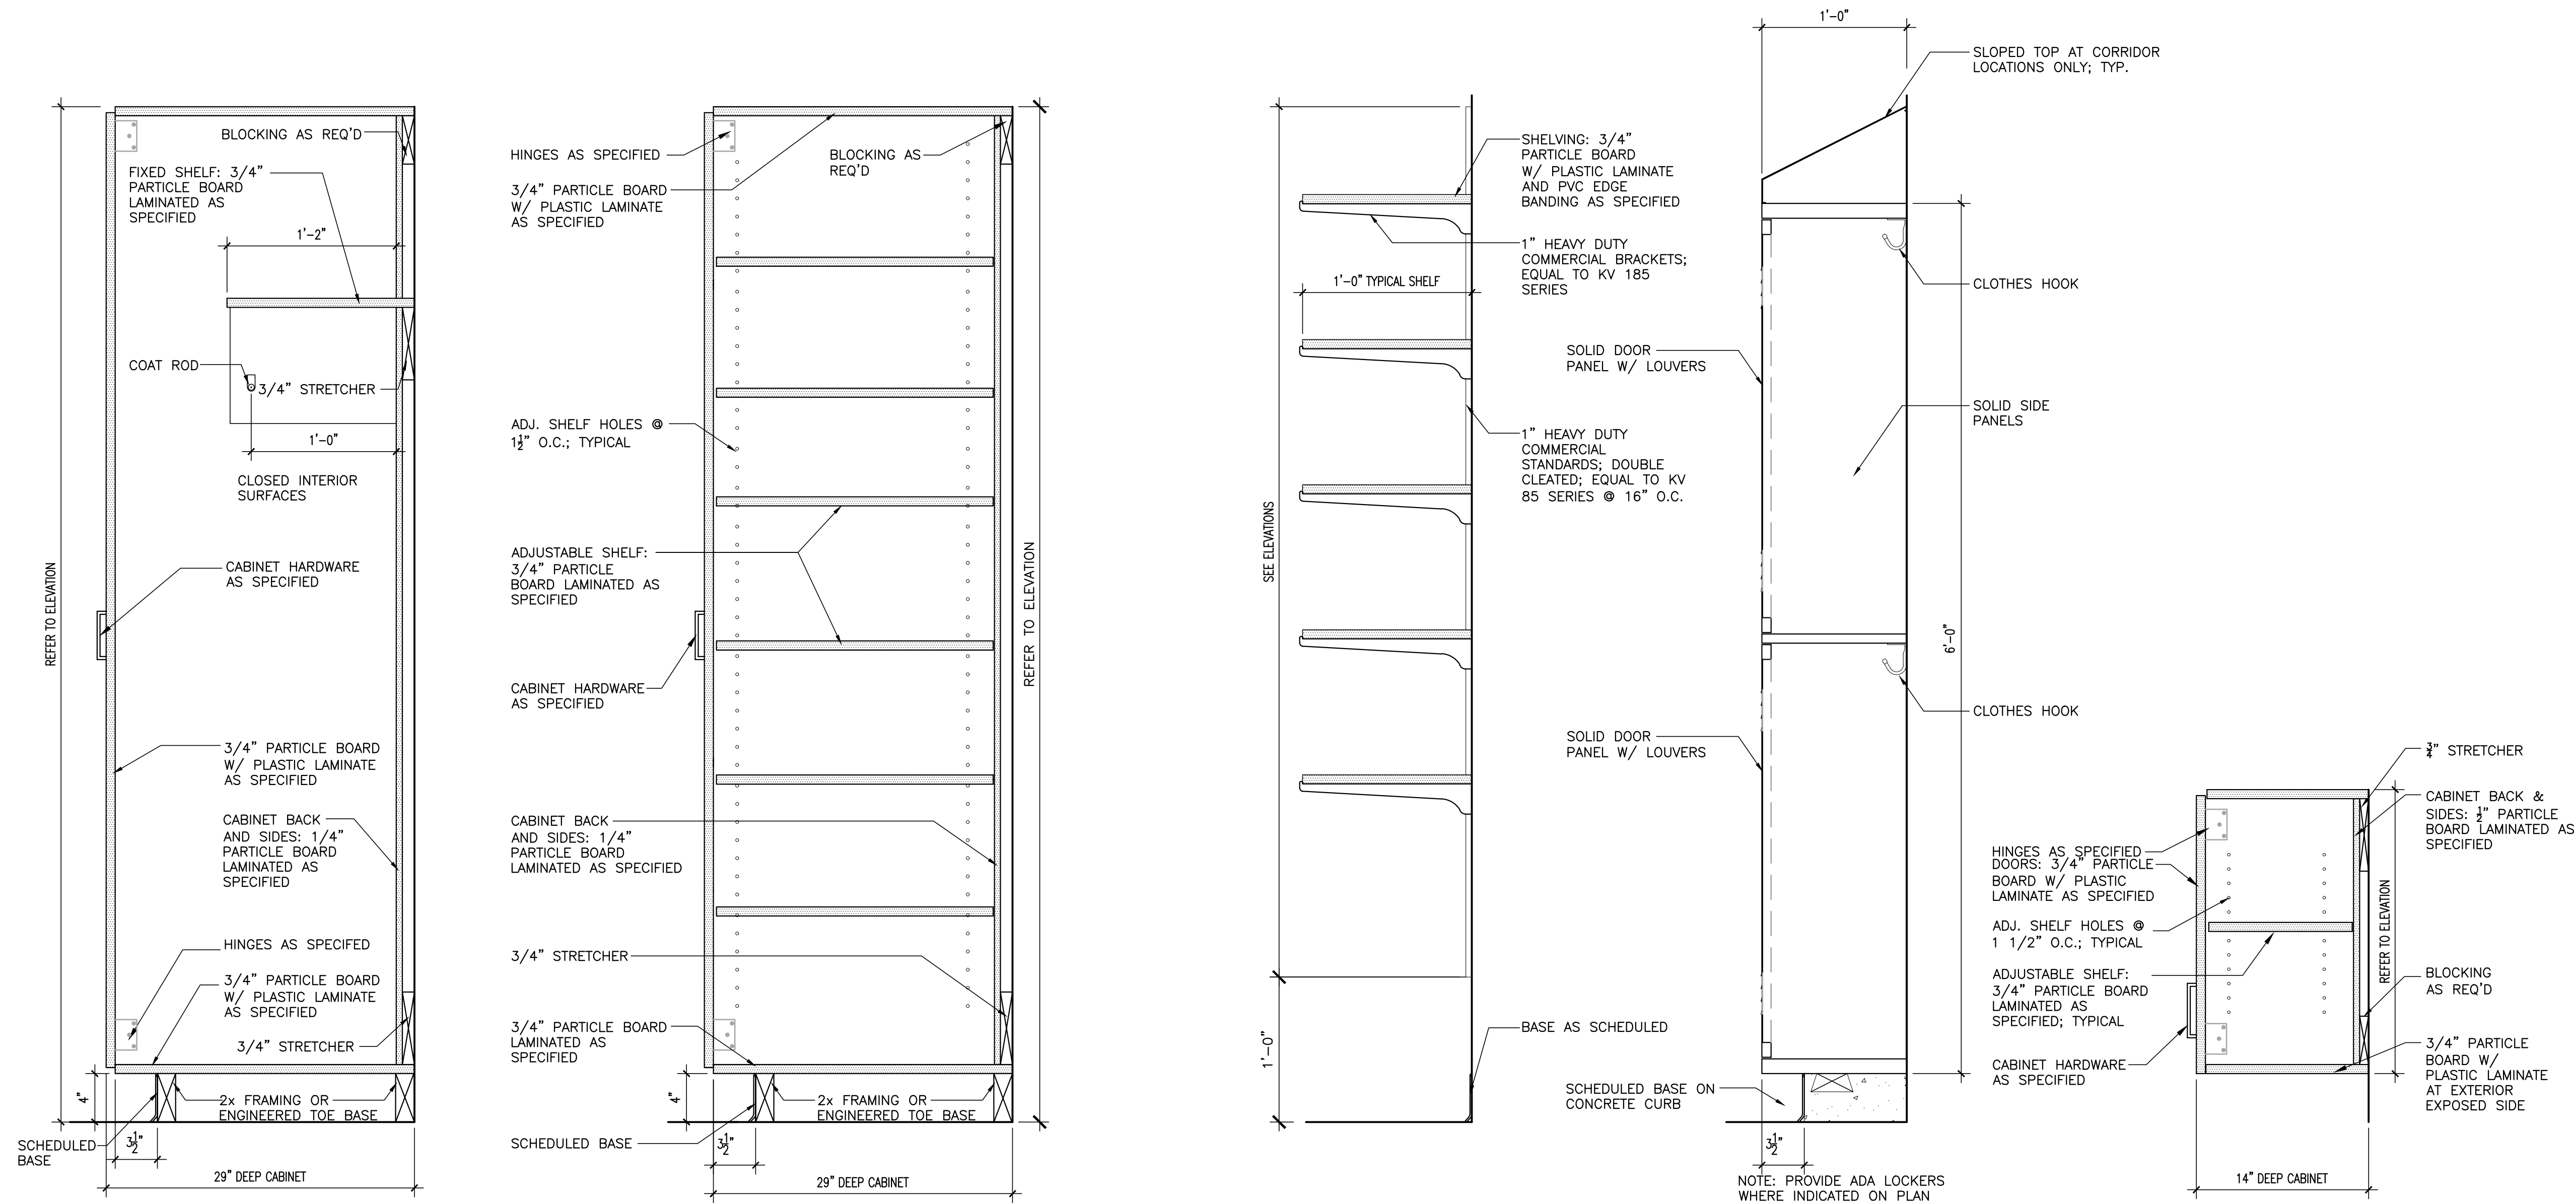 REFER TO ELEVATION
BLOCKING AS REQ'D
FIXED SHELF: 3/4"
PARTICLE BOARD
LAMINATED AS
SPECIFIED
1'-2"
COAT ROD
3/4" STRETCHER
1'-0"
CLOSED INTERIOR
SURFACES
CABINET HARDWARE
AS SPECIFIED
3/4" PARTICLE BOARD
W/ PLASTIC LAMINATE
AS SPECIFIED
CABINET BACK
AND SIDES: 1/4"
PARTICLE BOARD
LAMINATED AS
SPECIFIED
HINGES AS SPECIFED
3/4" PARTICLE BOARD
W/ PLASTIC LAMINATE
AS SPECIFIED
3/4" STRETCHER
4"
2x FRAMING OR
ENGINEERED TOE BASE
SCHEDULED
BASE
3½"
29" DEEP CABINET
HINGES AS SPECIFIED
BLOCKING AS
REQ'D
3/4" PARTICLE BOARD
W/ PLASTIC LAMINATE
AS SPECIFIED
ADJ. SHELF HOLES @
1½" O.C.; TYPICAL
ADJUSTABLE SHELF:
3/4" PARTICLE
BOARD LAMINATED AS
SPECIFIED
REFER TO ELEVATION
CABINET HARDWARE
AS SPECIFIED
CABINET BACK
AND SIDES: 1/4"
PARTICLE BOARD
LAMINATED AS SPECIFIED
3/4" STRETCHER
3/4" PARTICLE BOARD
LAMINATED AS
SPECIFIED
4"
2x FRAMING OR
ENGINEERED TOE BASE
SCHEDULED BASE
3½"
29" DEEP CABINET
SHELVING: 3/4"
PARTICLE BOARD
W/ PLASTIC LAMINATE
AND PVC EDGE
BANDING AS SPECIFIED
1" HEAVY DUTY
COMMERCIAL BRACKETS;
EQUAL TO KV 185
SERIES
1'-0" TYPICAL SHELF
1" HEAVY DUTY
COMMERCIAL
STANDARDS; DOUBLE
CLEATED; EQUAL TO KV
85 SERIES @ 16" O.C.
SEE ELEVATIONS
1'-0"
BASE AS SCHEDULED
1'-0"
SLOPED TOP AT CORRIDOR
LOCATIONS ONLY; TYP.
CLOTHES HOOK
SOLID DOOR
PANEL W/ LOUVERS
SOLID SIDE
PANELS
6'-0"
CLOTHES HOOK
SOLID DOOR
PANEL W/ LOUVERS
SCHEDULED BASE ON
CONCRETE CURB
3½"
NOTE: PROVIDE ADA LOCKERS
WHERE INDICATED ON PLAN
¾" STRETCHER
CABINET BACK &
SIDES: ½" PARTICLE
BOARD LAMINATED AS
SPECIFIED
HINGES AS SPECIFIED
DOORS: 3/4" PARTICLE
BOARD W/ PLASTIC
LAMINATE AS SPECIFIED
ADJ. SHELF HOLES @
1 1/2" O.C.; TYPICAL
ADJUSTABLE SHELF:
3/4" PARTICLE BOARD
LAMINATED AS
SPECIFIED; TYPICAL
CABINET HARDWARE
AS SPECIFIED
REFER TO ELEVATION
BLOCKING
AS REQ'D
3/4" PARTICLE
BOARD W/
PLASTIC LAMINATE
AT EXTERIOR
EXPOSED SIDE
14" DEEP CABINET